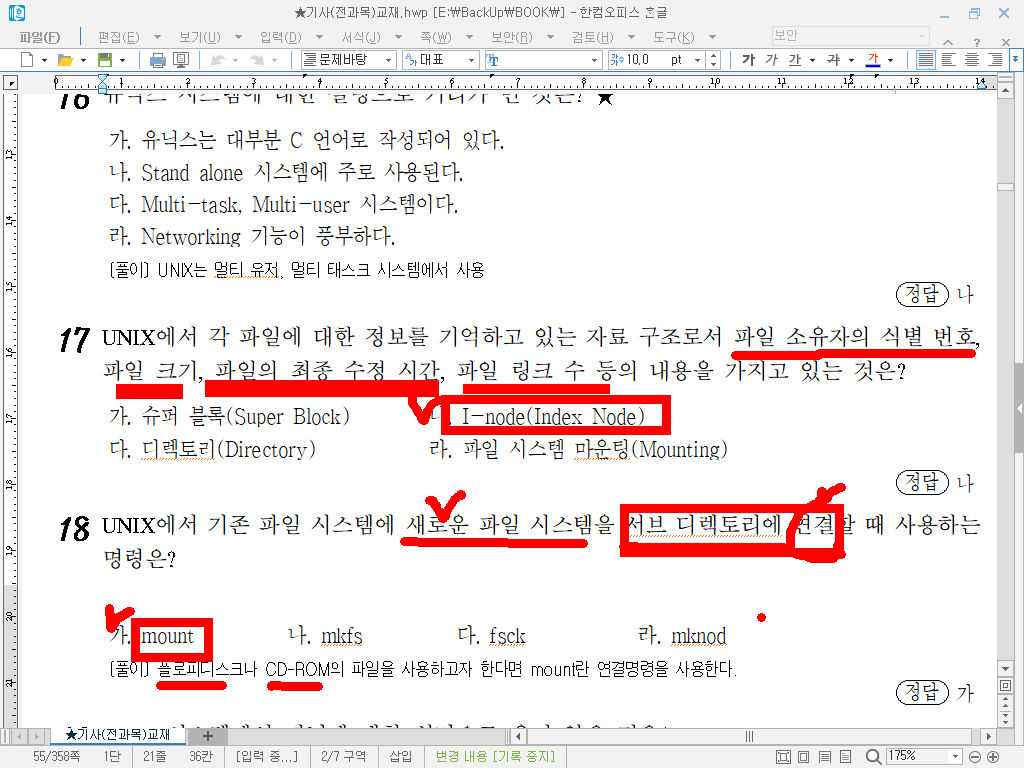 ★기사(전과목)교재.hwp [E:\BackUp\BOOK\] - 한컴오피스 흔글
파일(F) 편집(E) 보기(U) 입력(D) 서식(J) 쪽(W) 보안(R) 검토(H) 도구(K) 보안
문제바탕 대표 10,0 pt 가 가 가 가 가
0 1 2 3 4 5 6 7 8 9 10 11 12 13 14
가. 유닉스는 대부분 C 언어로 작성되어 있다.
나. Stand alone 시스템에 주로 사용된다.
다. Multi-task, Multi-user 시스템이다.
라. Networking 기능이 풍부하다.
[풀이] UNIX는 멀티 유저, 멀티 태스크 시스템에서 사용
정답 나
17 UNIX에서 각 파일에 대한 정보를 기억하고 있는 자료 구조로서 파일 소유자의 식별 번호,
파일 크기, 파일의 최종 수정 시간, 파일 링크 수 등의 내용을 가지고 있는 것은?
가. 슈퍼 블록(Super Block) 나. I-node(Index Node)
다. 디렉토리(Directory) 라. 파일 시스템 마운팅(Mounting)
정답 나
18 UNIX에서 기존 파일 시스템에 새로운 파일 시스템을 서브 디렉토리에 연결할 때 사용하는
명령은?
가. mount 나. mkfs 다. fsck 라. mknod
[풀이] 플로피디스크나 CD-ROM의 파일을 사용하고자 한다면 mount란 연결명령을 사용한다.
정답 가
★기사(전과목)교재
55/358쪽 1단 21줄 36칸 [입력 중...] 2/7 구역 삽입 변경 내용 [기록 중지] 175%